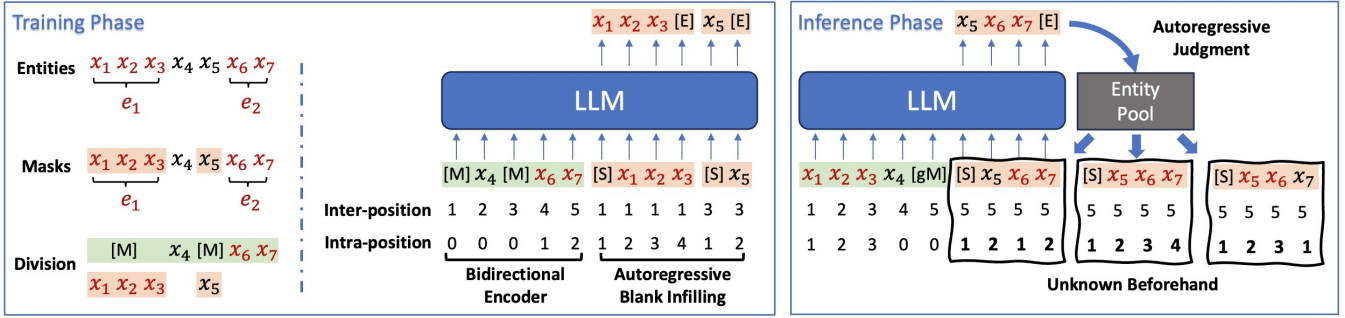 Training Phase
Entities x1 x2 x3 x4 x5 x6 x7
e1 e2
Masks x1 x2 x3 x4 x5 x6 x7
e1 e2
Division [M] x4 [M] x6 x7
x1 x2 x3 x5
x1 x2 x3 [E] x5 [E]
LLM
[M] x4 [M] x6 x7 [S] x1 x2 x3 [S] x5
Inter-position 1 2 3 4 5 1 1 1 1 3 3
Intra-position 0 0 0 1 2 1 2 3 4 1 2
Bidirectional Encoder
Autoregressive Blank Infilling
Inference Phase
x5 x6 x7 [E]
Autoregressive Judgment
LLM
Entity Pool
x1 x2 x3 x4 [gM] [S] x5 x6 x7 [S] x5 x6 x7 [S] x5 x6 x7
1 2 3 4 5 5 5 5 5 5 5 5 5 5 5 5 5
1 2 3 0 0 1 2 1 2 1 2 3 4 1 2 3 1
Unknown Beforehand